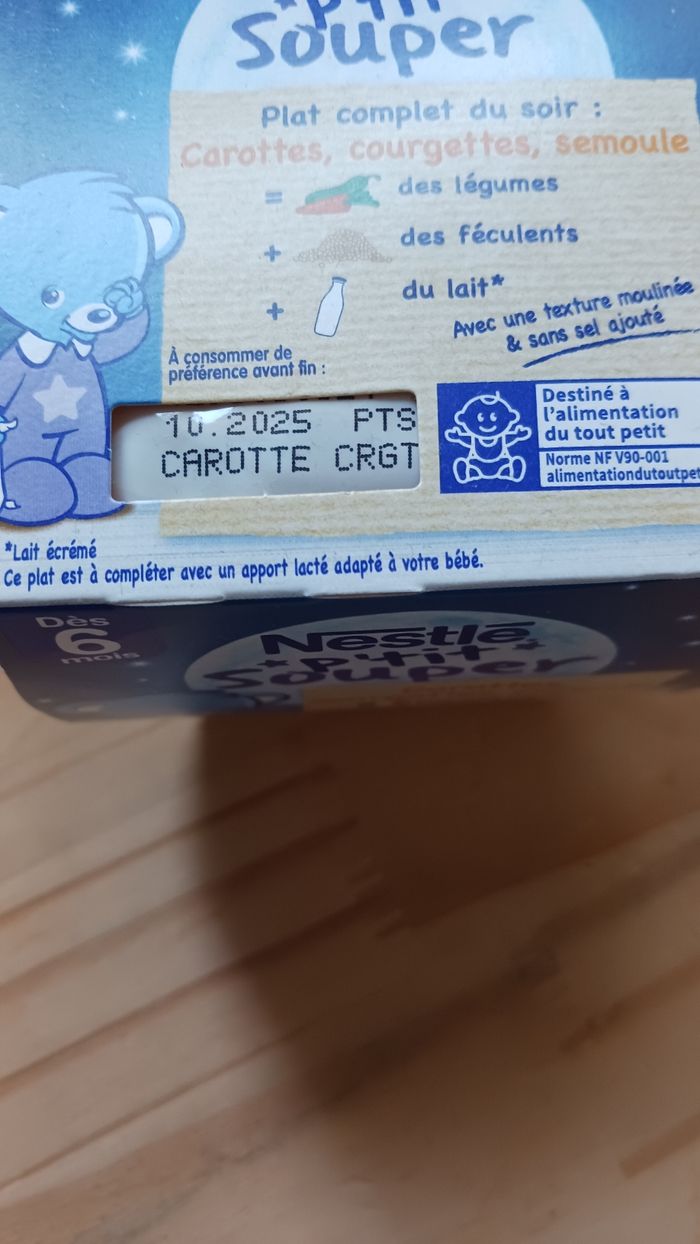 p'tit
Souper
Plat complet du soir :
Carottes, courgettes, semoule
= des légumes
+ des féculents
+ du lait*
Avec une texture moulinée
& sans sel ajouté
À consommer de
préférence avant fin :
10.2025 PTS
CAROTTE CRGT
Destiné à
l'alimentation
du tout petit
Norme NF V90-001
alimentationdutoutpet
*Lait écrémé
Ce plat est à compléter avec un apport lacté adapté à votre bébé.
Dès
6
mois
Nestlé
p'tit
Souper